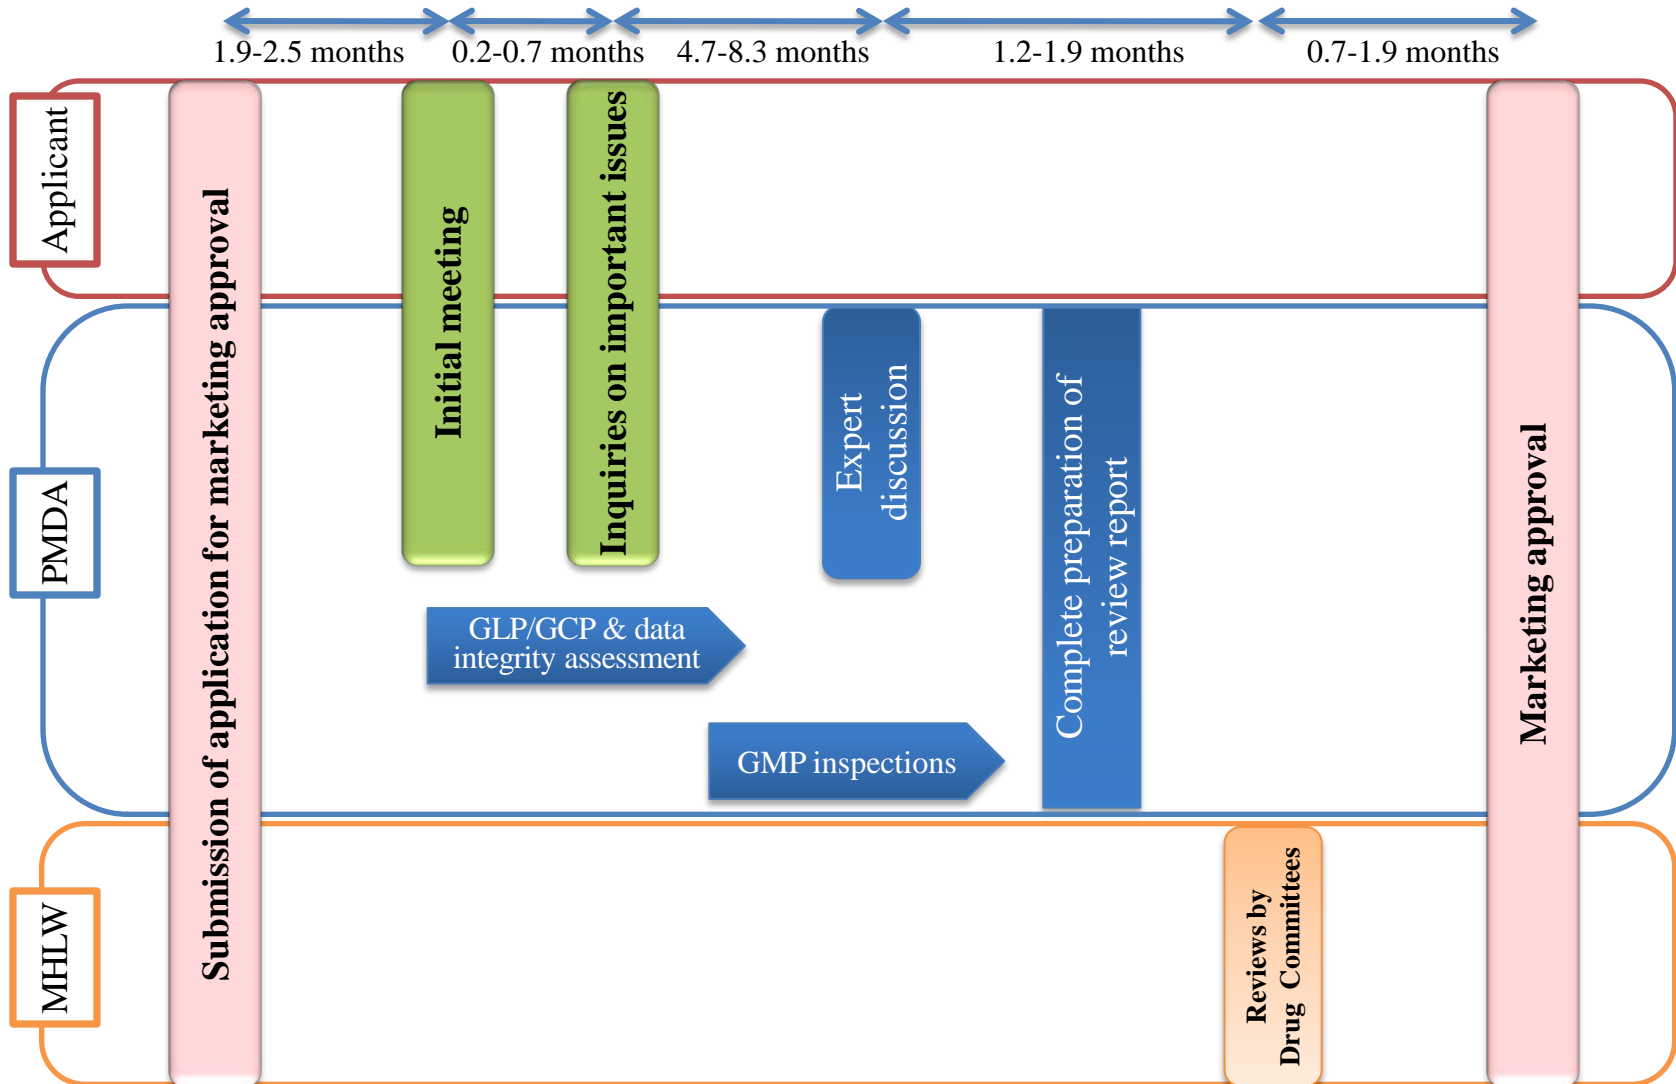 1.9-2.5 months
0.2-0.7 months
4.7-8.3 months
1.2-1.9 months
0.7-1.9 months
Applicant
PMDA
MHLW
Submission of application for marketing approval
Initial meeting
Inquiries on important issues
GLP/GCP & data
integrity assessment
GMP inspections
Expert
discussion
Complete preparation of
review report
Reviews by
Drug Committees
Marketing approval